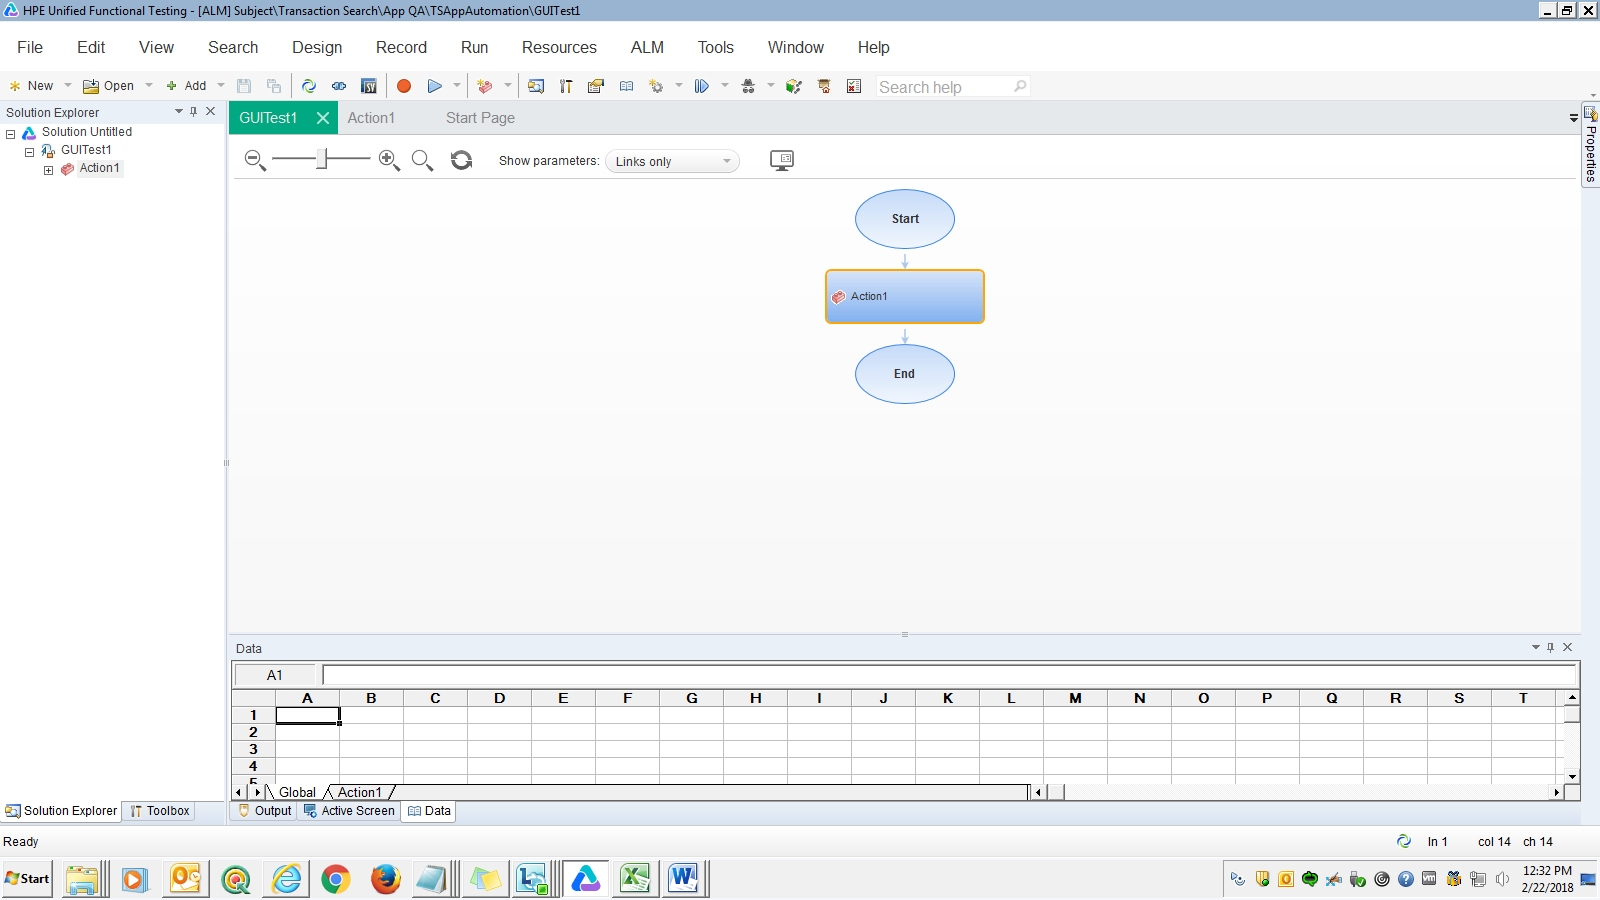 HPE Unified Functional Testing - [ALM] Subject\Transaction Search\App QA\TSAppAutomation\GUITest1
File Edit View Search Design Record Run Resources ALM Tools Window Help
New Open Add Search help
Solution Explorer
Solution Untitled
GUITest1
Action1
GUITest1 Action1 Start Page
Show parameters: Links only
Start
Action1
End
Properties
Data
A1
A B C D E F G H I J K L M N O P Q R S T
1
2
3
4
5
Global Action1
Solution Explorer Toolbox Output Active Screen Data
Ready ln 1 col 14 ch 14
Start
12:32 PM
2/22/2018